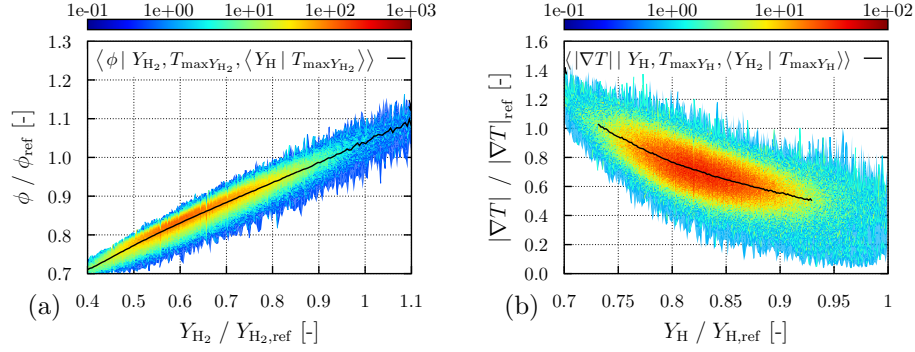 1e-01 1e+00 1e+01 1e+02 1e+03
1.3
1.2
1.1
1.0
0.9
0.8
0.7
ϕ / ϕ_ref [-]
⟨ϕ | Y_H₂, T_maxY_H₂, ⟨Y_H | T_maxY_H₂⟩⟩
0.4 0.5 0.6 0.7 0.8 0.9 1 1.1
(a)
Y_H₂ / Y_H₂,ref [-]
1e-01 1e+00 1e+01 1e+02
1.6
1.4
1.2
1.0
0.8
0.6
0.4
0.2
0.0
|∇T| / |∇T|_ref [-]
⟨|∇T| | Y_H, T_maxY_H, ⟨Y_H₂ | T_maxY_H⟩⟩
0.7 0.75 0.8 0.85 0.9 0.95 1
(b)
Y_H / Y_H,ref [-]